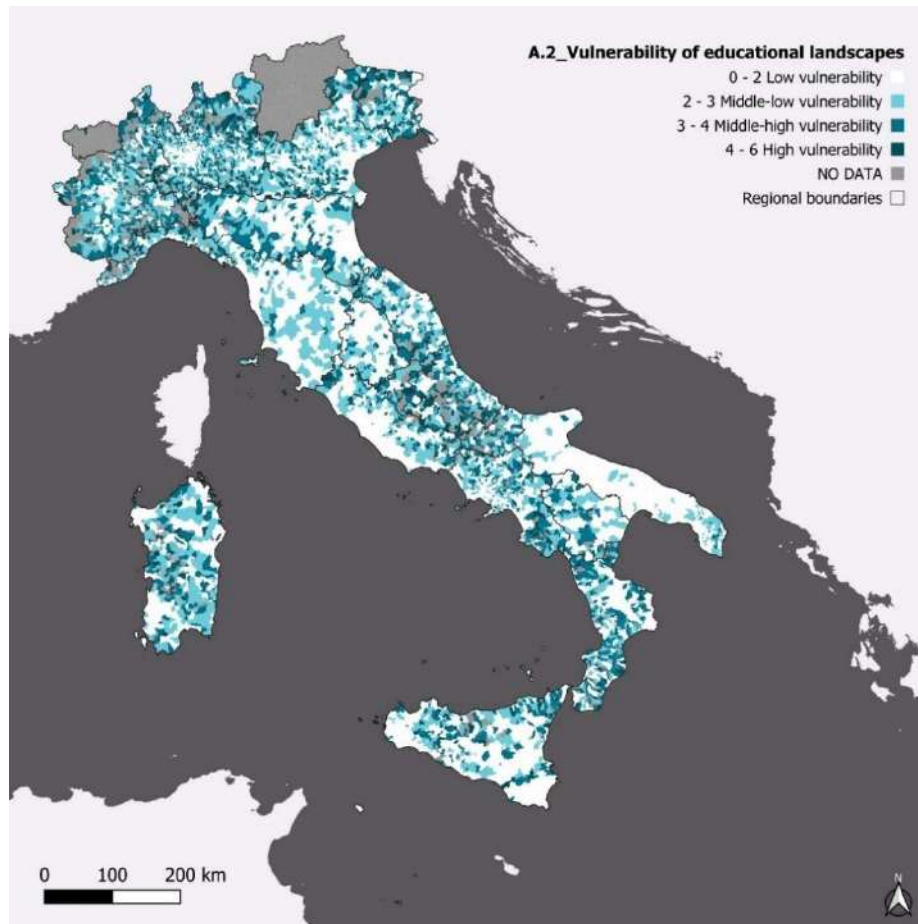 A.2_Vulnerability of educational landscapes
0 - 2 Low vulnerability
2 - 3 Middle-low vulnerability
3 - 4 Middle-high vulnerability
4 - 6 High vulnerability
NO DATA
Regional boundaries
0 100 200 km
N